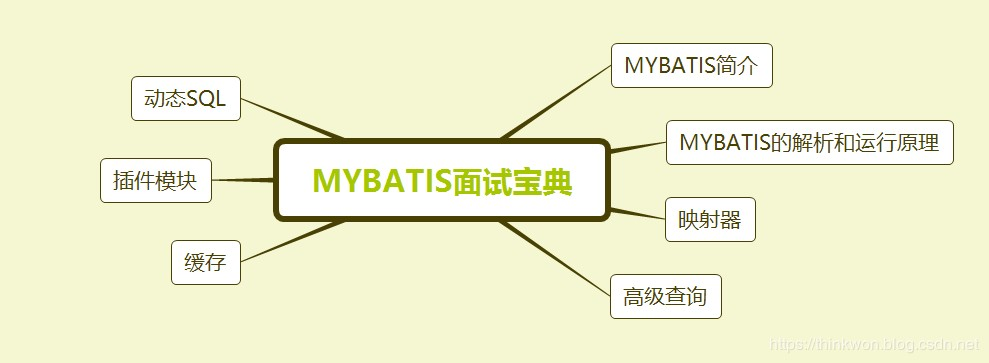 MYBATIS面试宝典
MYBATIS简介
MYBATIS的解析和运行原理
映射器
高级查询
动态SQL
插件模块
缓存
https://thinkwon.blog.csdn.net